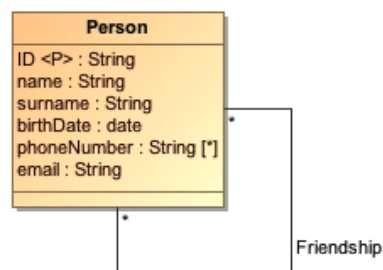 Person
ID <P> : String
name : String
surname : String
birthDate : date
phoneNumber : String [*]
email : String
*
*
Friendship